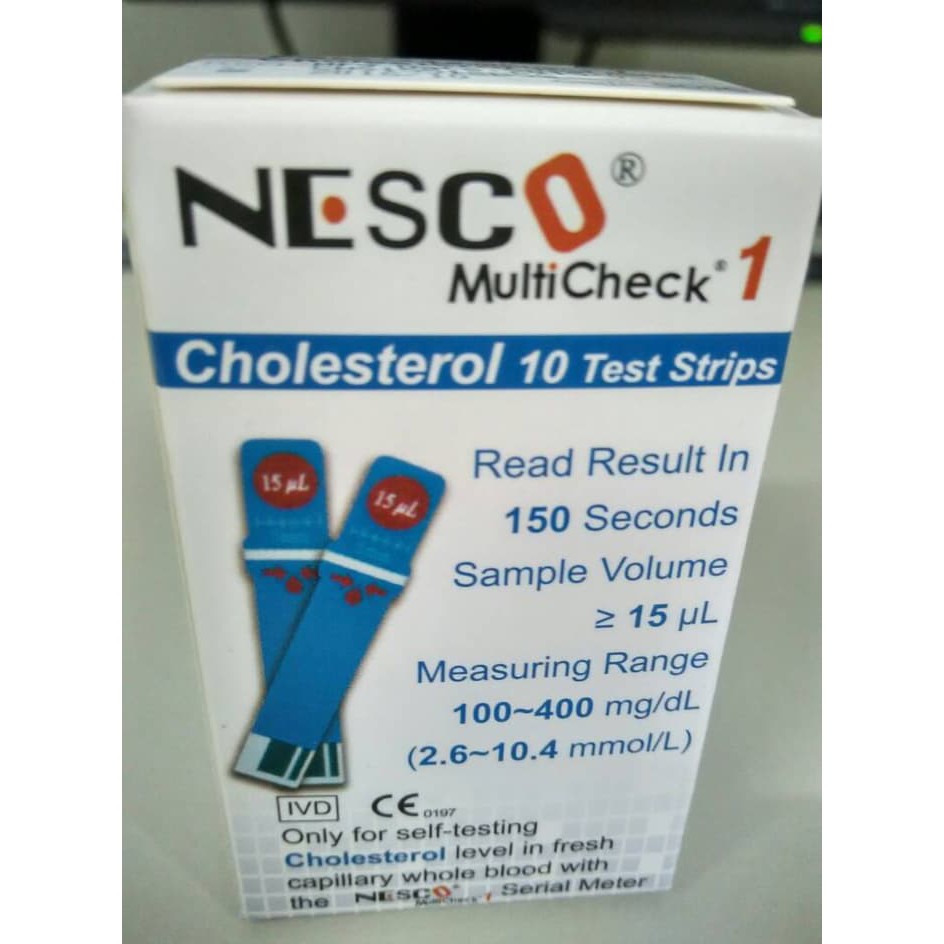 NESCO®
MultiCheck® 1
Cholesterol 10 Test Strips
15 µL
15 µL
Read Result In
150 Seconds
Sample Volume
≥ 15 µL
Measuring Range
100~400 mg/dL
(2.6~10.4 mmol/L)
IVD CE 0197
Only for self-testing
Cholesterol level in fresh
capillary whole blood with
the NESCO® MultiCheck® 1 Serial Meter